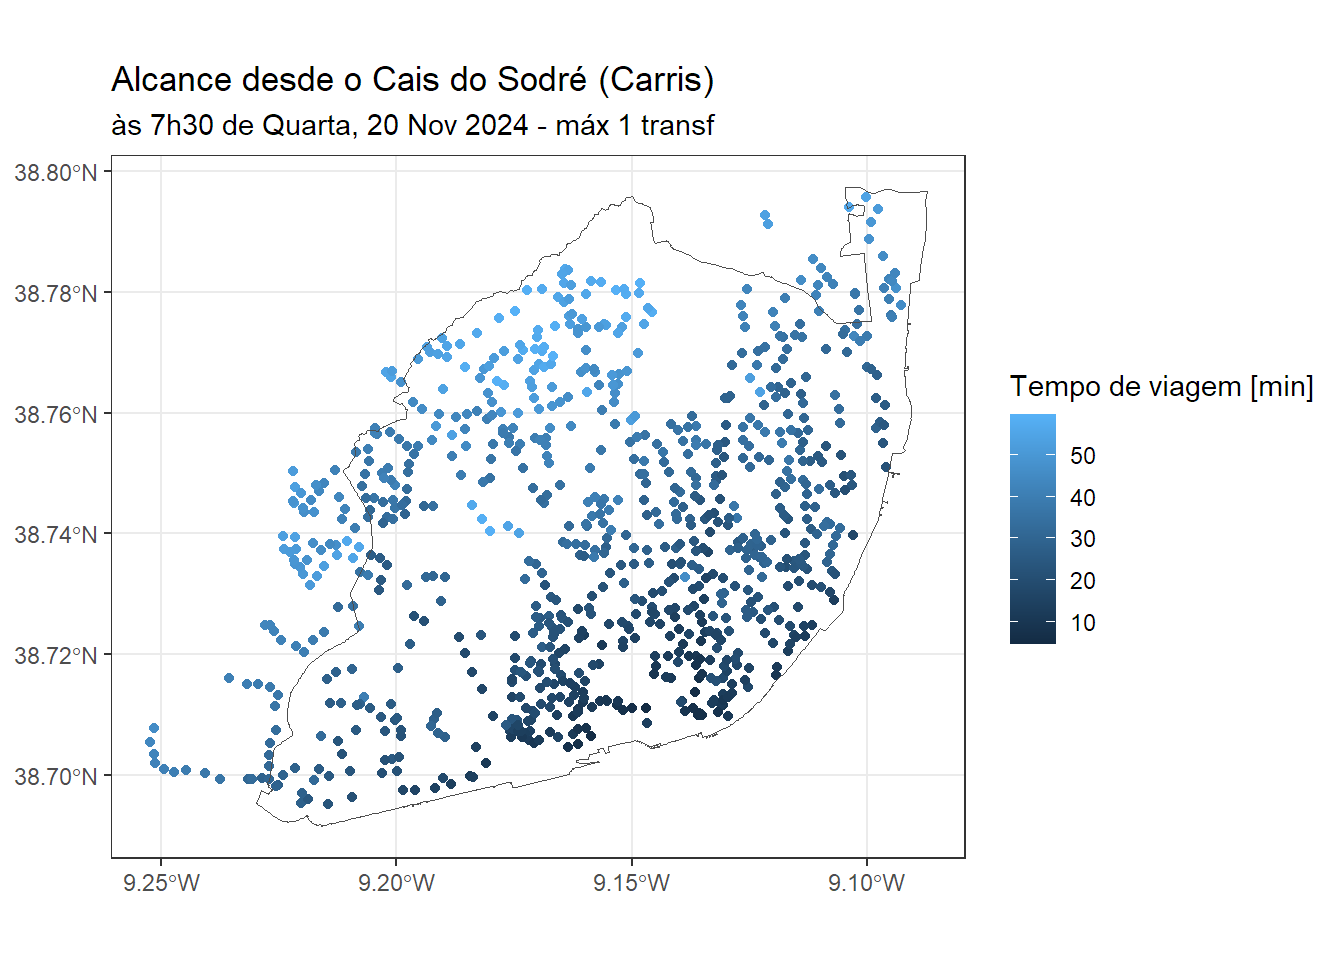 Alcance desde o Cais do Sodré (Carris)
às 7h30 de Quarta, 20 Nov 2024 - máx 1 transf
38.80°N
38.78°N
38.76°N
38.74°N
38.72°N
38.70°N
9.25°W
9.20°W
9.15°W
9.10°W
Tempo de viagem [min]
50
40
30
20
10